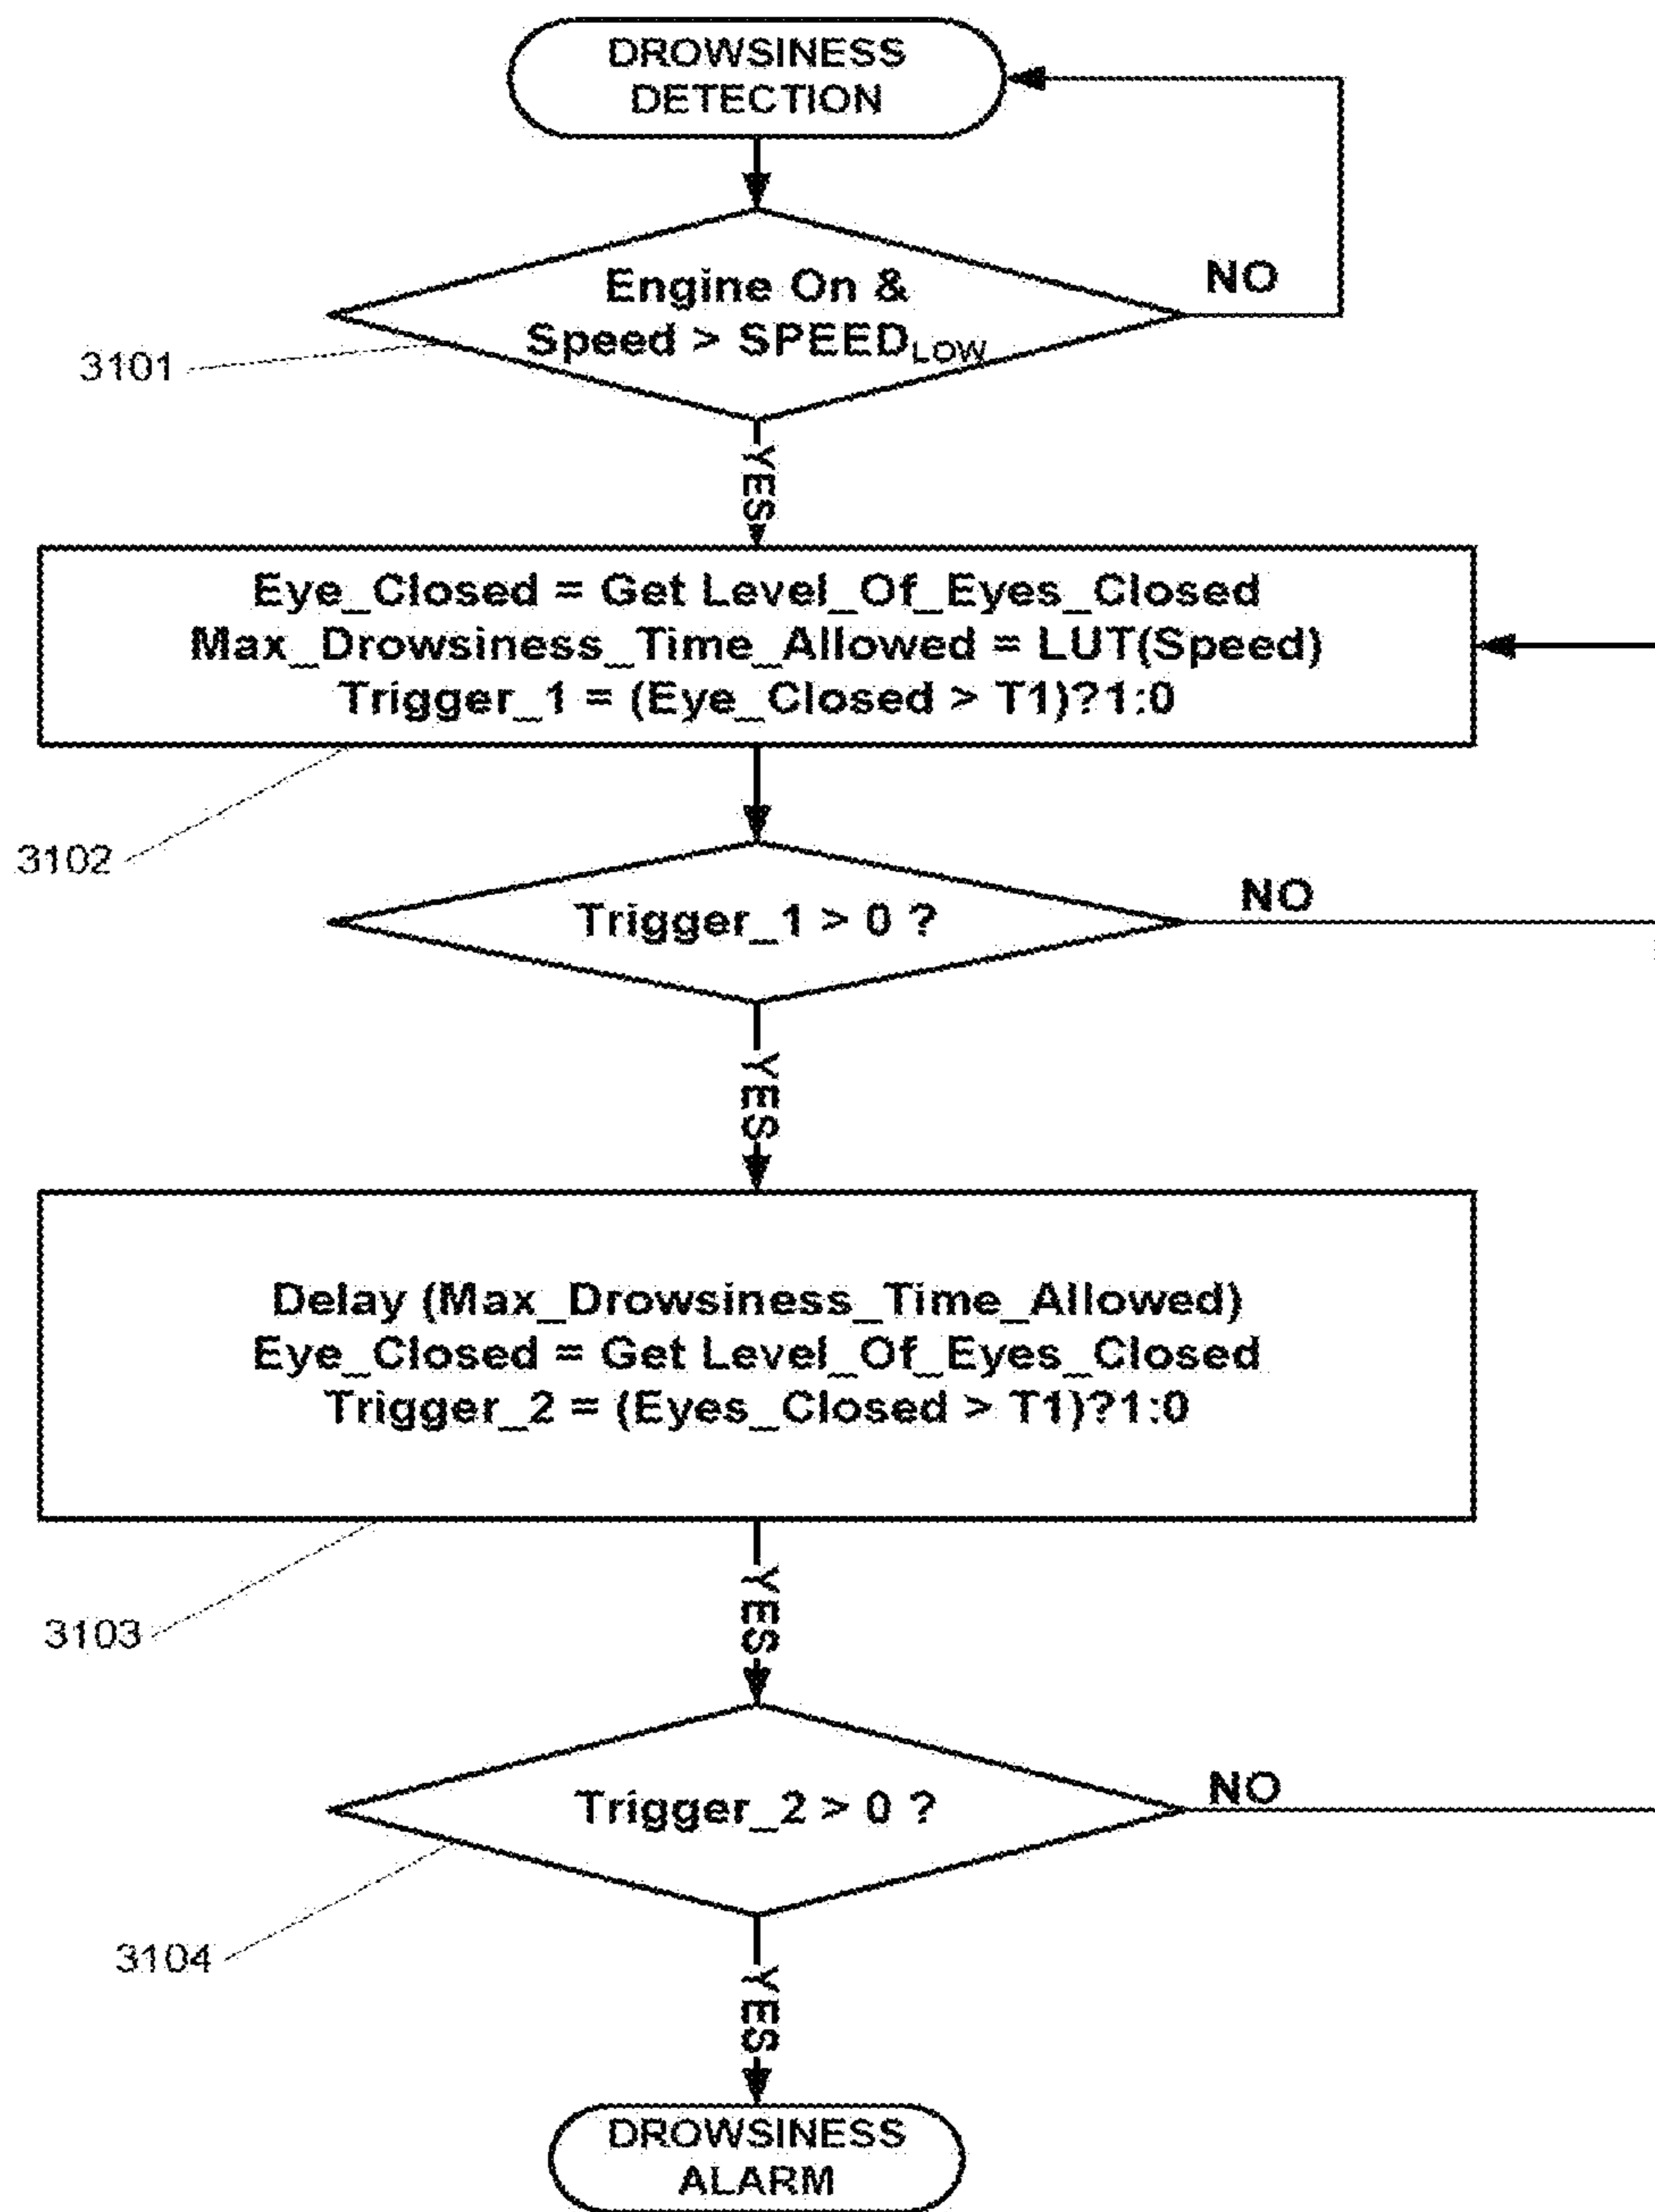 DROWSINESS
DETECTION
Engine On &
Speed > SPEEDLOW
NO
3101
YES
Eye_Closed = Get Level_Of_Eyes_Closed
Max_Drowsiness_Time_Allowed = LUT(Speed)
Trigger_1 = (Eye_Closed > T1)?1:0
3102
Trigger_1 > 0 ?
NO
YES
Delay (Max_Drowsiness_Time_Allowed)
Eye_Closed = Get Level_Of_Eyes_Closed
Trigger_2 = (Eyes_Closed > T1)?1:0
3103
YES
Trigger_2 > 0 ?
NO
3104
YES
DROWSINESS
ALARM